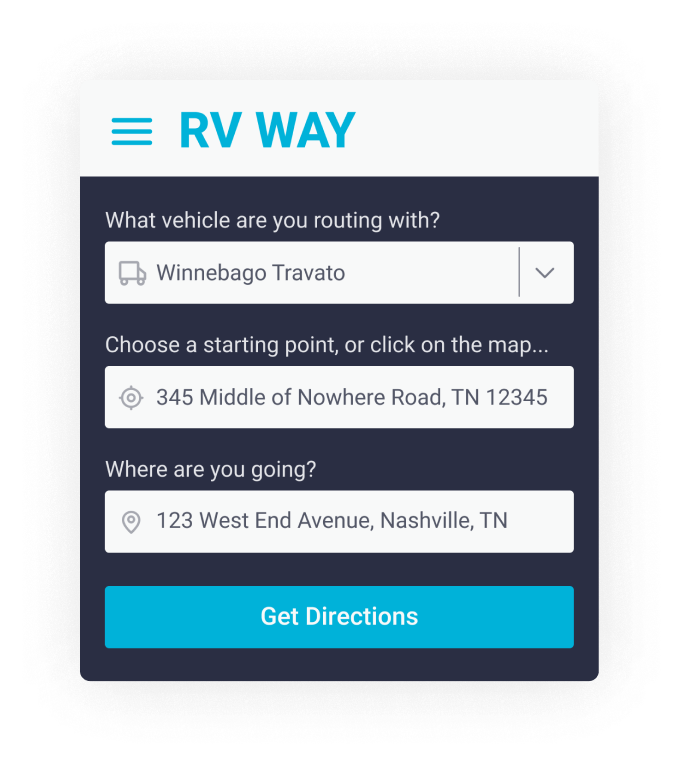 RV WAY
What vehicle are you routing with?
Winnebago Travato
Choose a starting point, or click on the map...
345 Middle of Nowhere Road, TN 12345
Where are you going?
123 West End Avenue, Nashville, TN
Get Directions